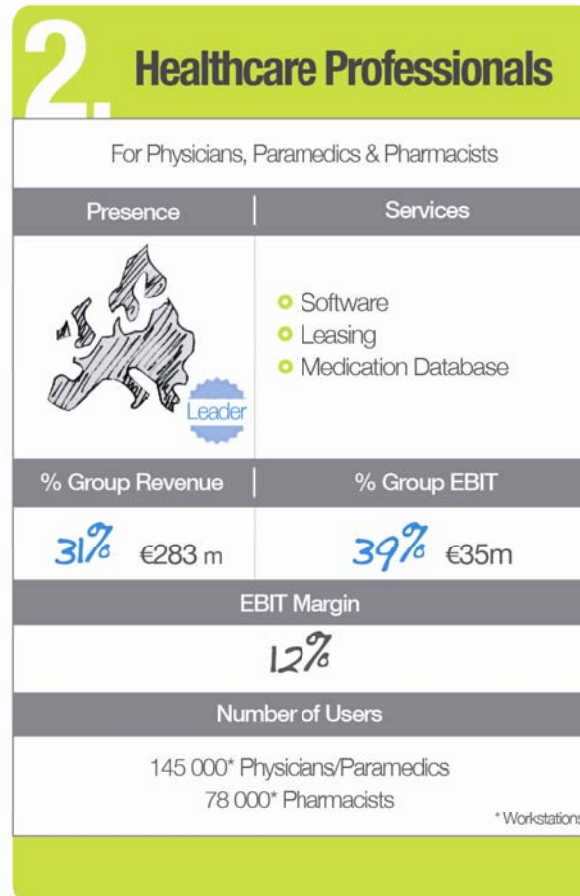 2. Healthcare Professionals
For Physicians, Paramedics & Pharmacists
Presence | Services
Software
Leasing
Medication Database
Leader
% Group Revenue | % Group EBIT
31% €283 m 39% €35m
EBIT Margin
12%
Number of Users
145 000* Physicians/Paramedics
78 000* Pharmacists
* Workstations